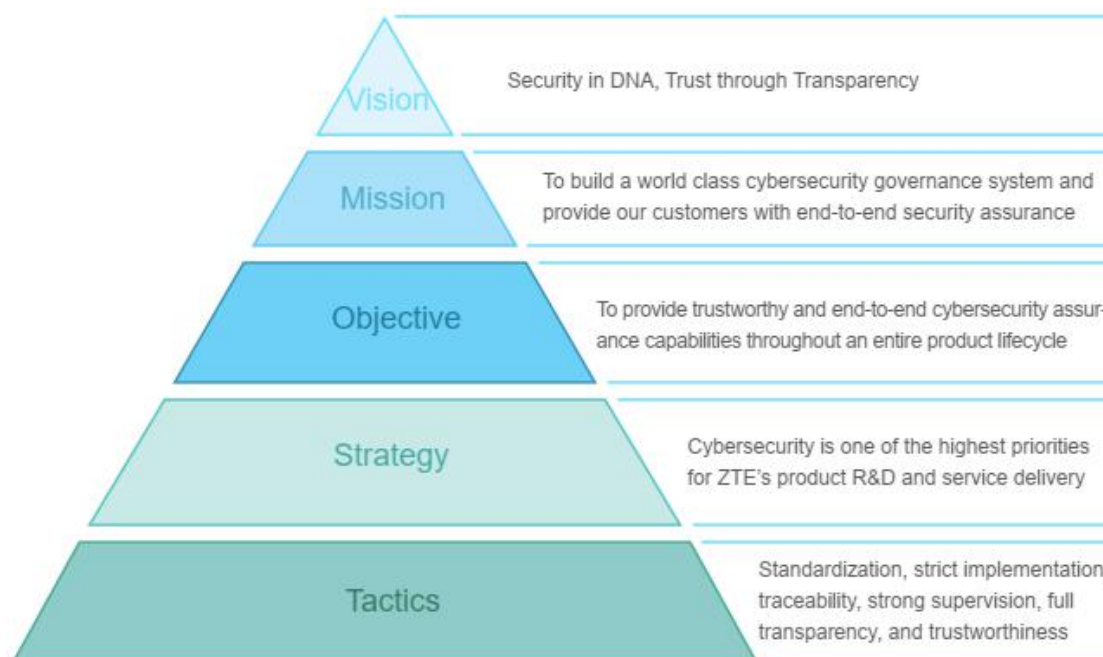 Vision
Security in DNA, Trust through Transparency
Mission
To build a world class cybersecurity governance system and
provide our customers with end-to-end security assurance
Objective
To provide trustworthy and end-to-end cybersecurity assur-
ance capabilities throughout an entire product lifecycle
Strategy
Cybersecurity is one of the highest priorities
for ZTE's product R&D and service delivery
Tactics
Standardization, strict implementation
traceability, strong supervision, full
transparency, and trustworthiness